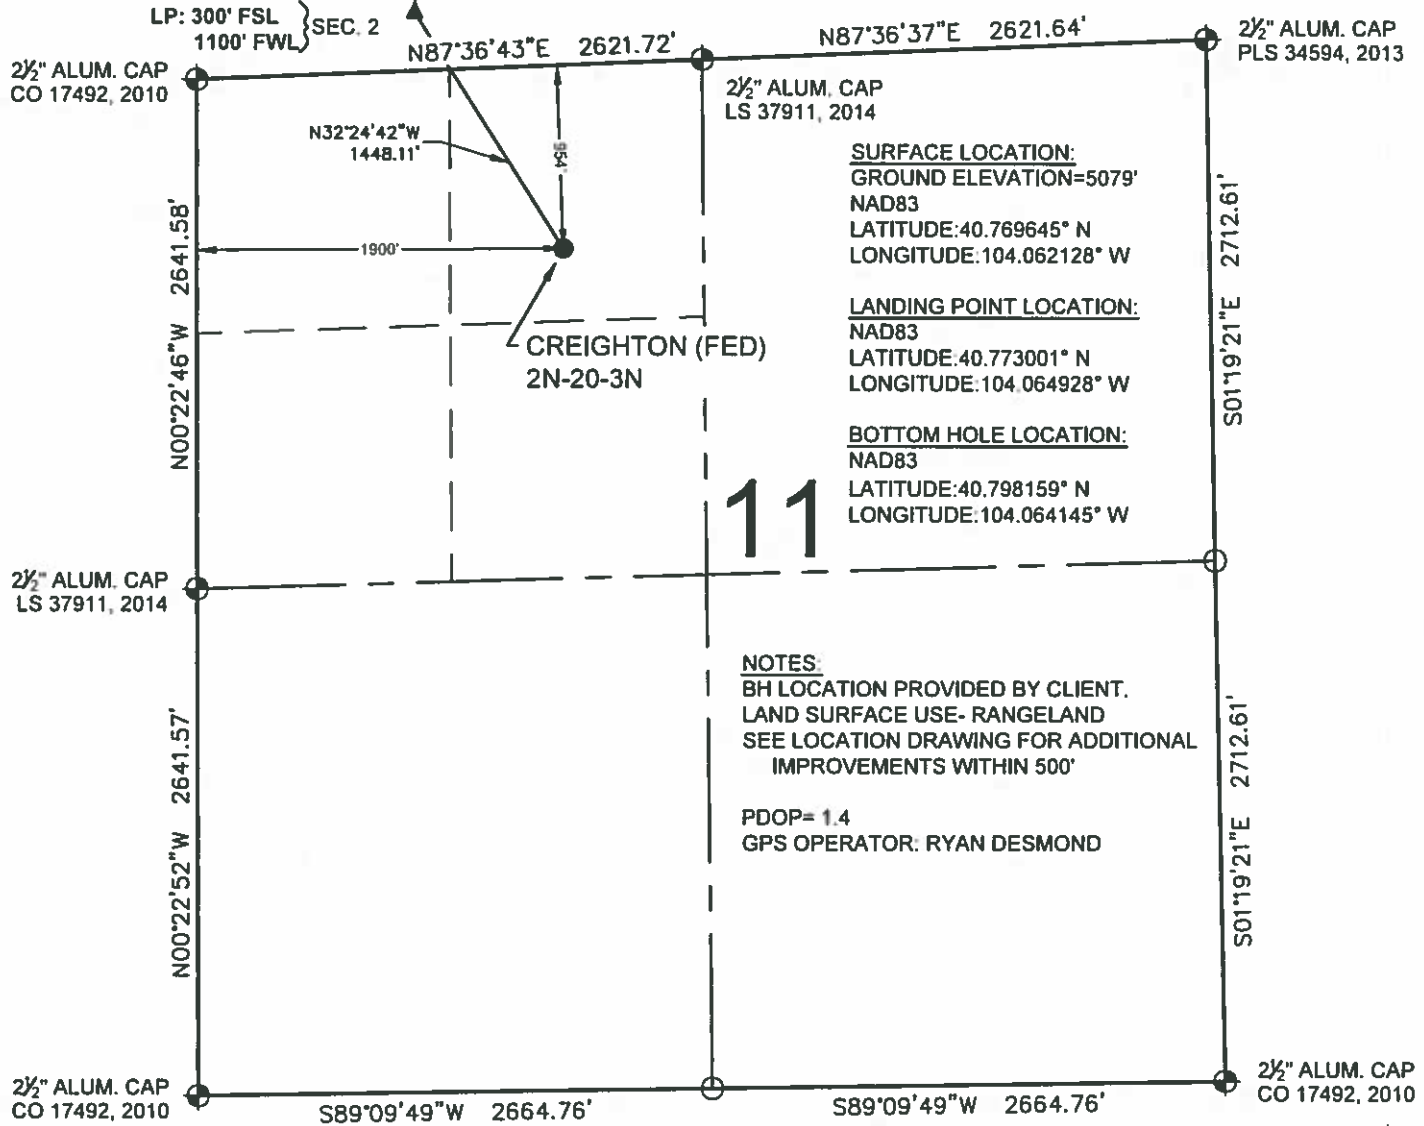 LP: 300' FSL
1100' FWL
SEC. 2
N87°36'43"E 2621.72'
N87°36'37"E 2621.64'
2½" ALUM. CAP
PLS 34594, 2013
2½" ALUM. CAP
CO 17492, 2010
2½" ALUM. CAP
LS 37911, 2014
N32°24'42"W
1448.11'
954'
1900'
SURFACE LOCATION:
GROUND ELEVATION=5079'
NAD83
LATITUDE:40.769645° N
LONGITUDE:104.062128° W
LANDING POINT LOCATION:
NAD83
LATITUDE:40.773001° N
LONGITUDE:104.064928° W
BOTTOM HOLE LOCATION:
NAD83
LATITUDE:40.798159° N
LONGITUDE:104.064145° W
N00°22'46"W 2641.58'
S01°19'21"E 2712.61'
CREIGHTON (FED)
2N-20-3N
11
2½" ALUM. CAP
LS 37911, 2014
NOTES:
BH LOCATION PROVIDED BY CLIENT.
LAND SURFACE USE- RANGELAND
SEE LOCATION DRAWING FOR ADDITIONAL
IMPROVEMENTS WITHIN 500'
PDOP= 1.4
GPS OPERATOR: RYAN DESMOND
N00°22'52"W 2641.57'
S01°19'21"E 2712.61'
2½" ALUM. CAP
CO 17492, 2010
S89°09'49"W 2664.76'
S89°09'49"W 2664.76'
2½" ALUM. CAP
CO 17492, 2010